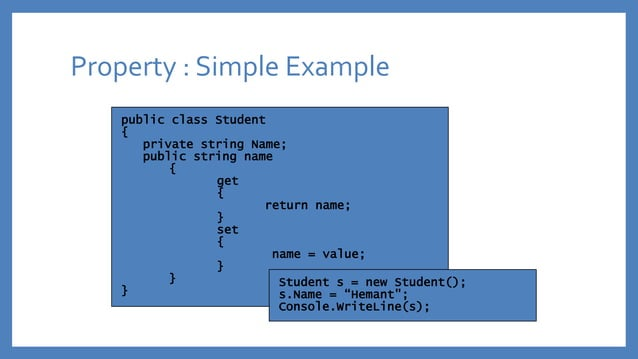 Property : Simple Example
public class Student
{
private string Name;
public string name
{
get
{
return name;
}
set
{
name = value;
}
}
}
Student s = new Student();
s.Name = “Hemant”;
Console.WriteLine(s);